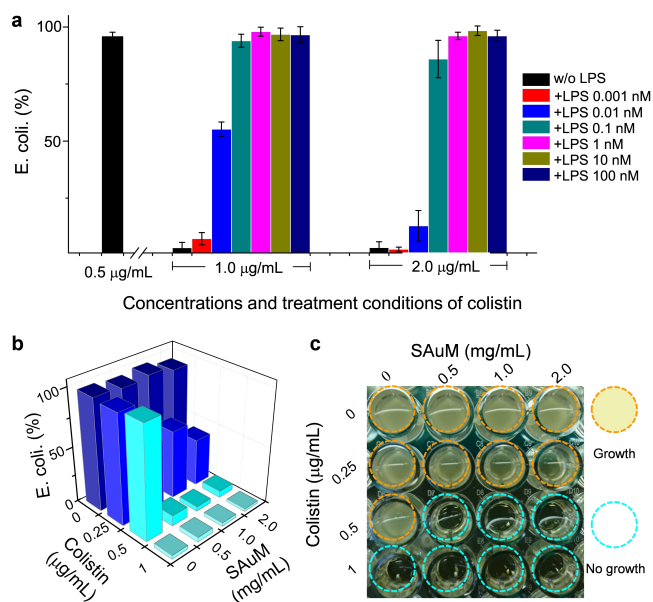 a
E. coli. (%)
100
50
w/o LPS
+LPS 0.001 nM
+LPS 0.01 nM
+LPS 0.1 nM
+LPS 1 nM
+LPS 10 nM
+LPS 100 nM
0.5 μg/mL
1.0 μg/mL
2.0 μg/mL
Concentrations and treatment conditions of colistin
b
E. coli. (%)
100
50
0
0
0.25
0.5
1
Colistin
(μg/mL)
0
0.5
1.0
2.0
SAuM
(mg/mL)
c
SAuM (mg/mL)
0
0.5
1.0
2.0
Colistin (μg/mL)
0
0.25
0.5
1
Growth
No growth